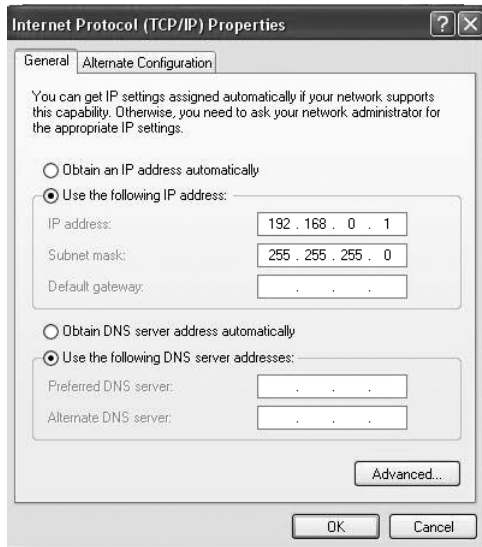 Internet Protocol (TCP/IP) Properties
General Alternate Configuration
You can get IP settings assigned automatically if your network supports
this capability. Otherwise, you need to ask your network administrator for
the appropriate IP settings.
Obtain an IP address automatically
Use the following IP address:
IP address: 192 . 168 . 0 . 1
Subnet mask: 255 . 255 . 255 . 0
Default gateway: . . .
Obtain DNS server address automatically
Use the following DNS server addresses:
Preferred DNS server: . . .
Alternate DNS server: . . .
Advanced...
OK Cancel